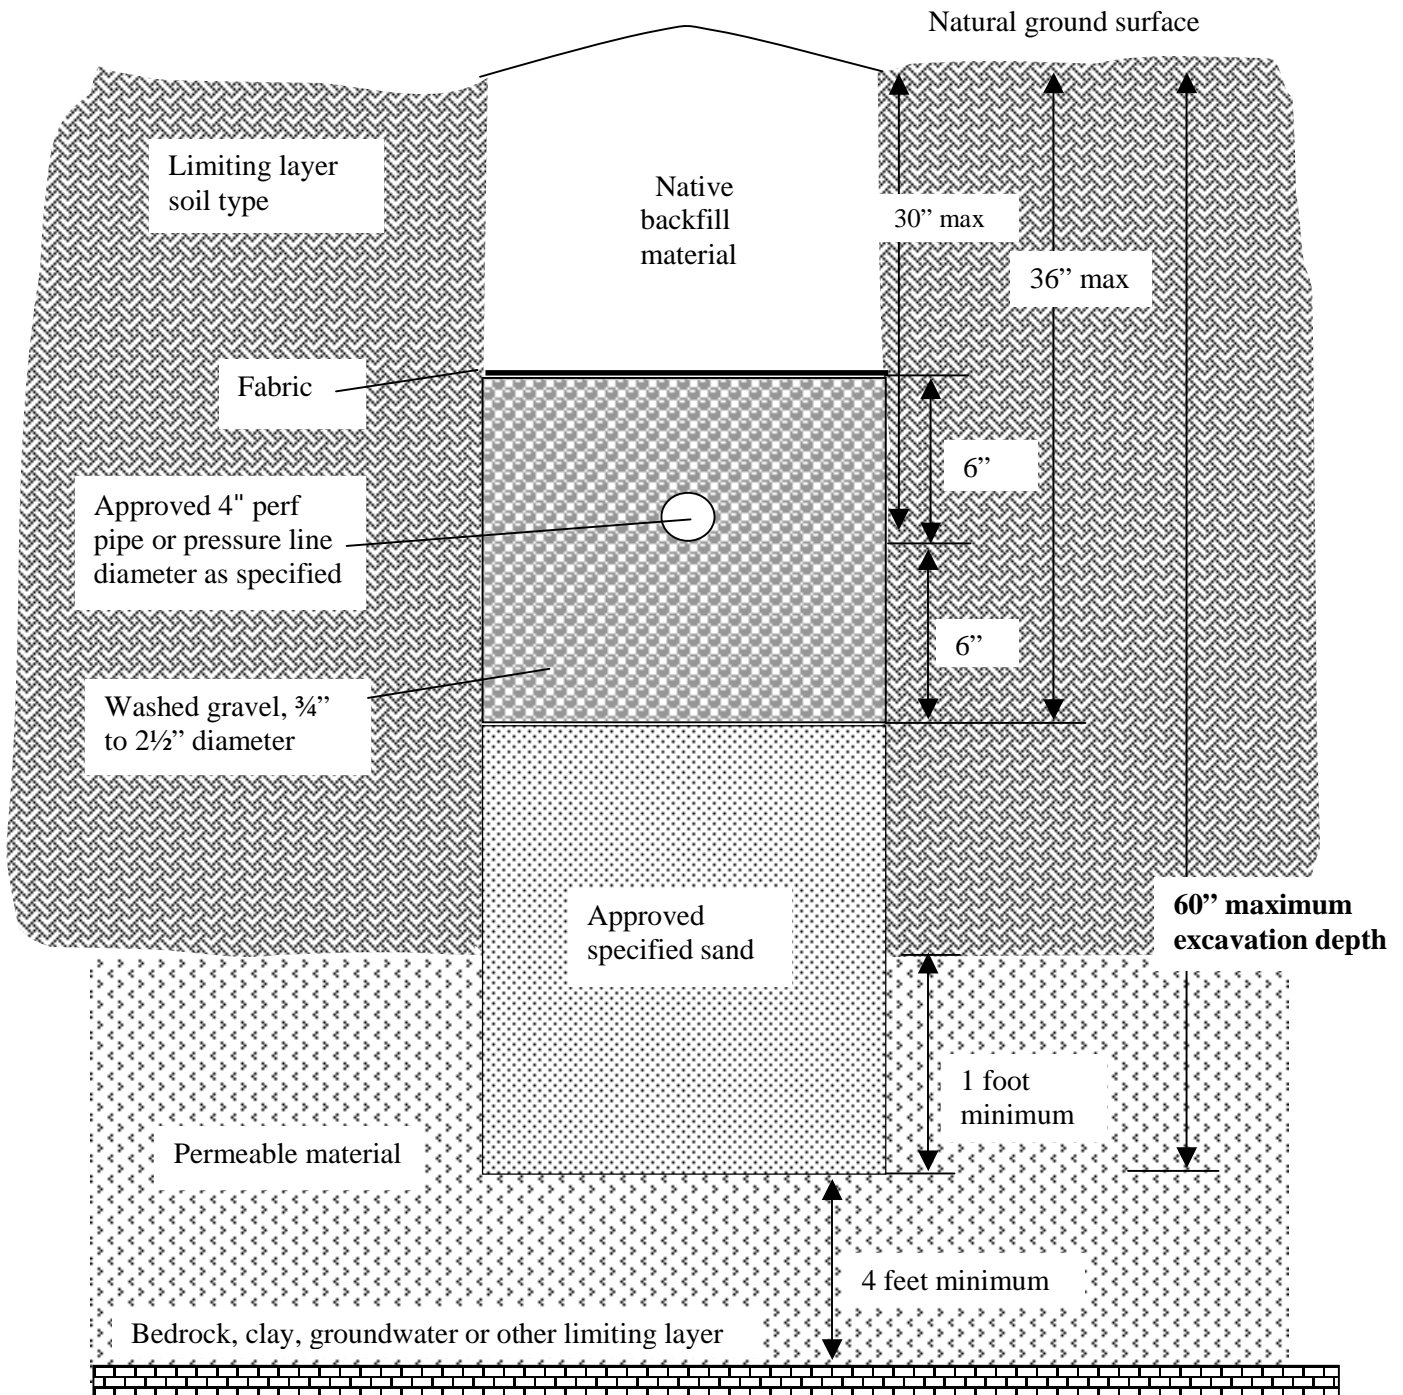 Natural ground surface
Limiting layer
soil type
Native
backfill
material
30” max
36” max
Fabric
6”
Approved 4" perf
pipe or pressure line
diameter as specified
6”
Washed gravel, ¾”
to 2½” diameter
Approved
specified sand
60” maximum
excavation depth
1 foot
minimum
Permeable material
4 feet minimum
Bedrock, clay, groundwater or other limiting layer